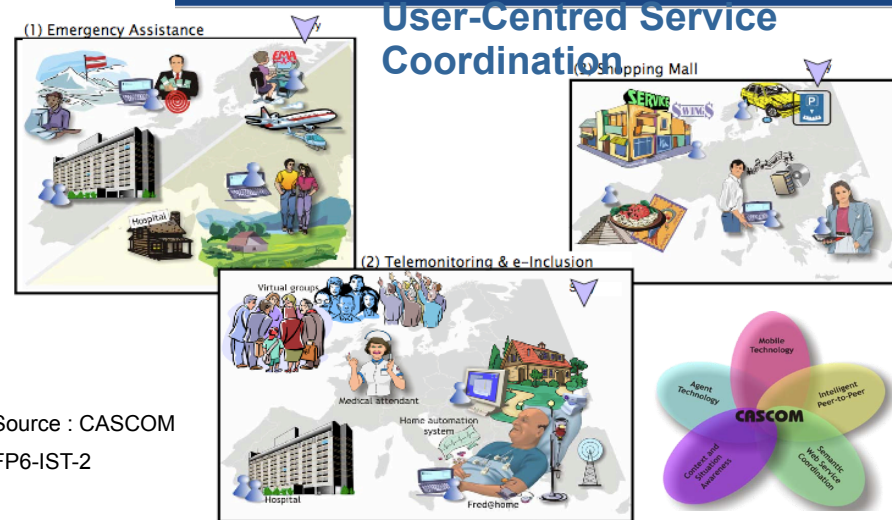 User-Centred Service
Coordination
(1) Emergency Assistance
EMA
Hospital
Shopping Mall
SERVICE
SWINGS
P
(2) Telemonitoring & e-Inclusion
Virtual groups
Medical attendant
Home automation
system
Hospital
Fred@home
Source : CASCOM
FP6-IST-2
Mobile
Technology
Agent
Technology
Intelligent
Peer-to-Peer
CASCOM
Context and
Situation
Awareness
Semantic
Web Service
Coordination